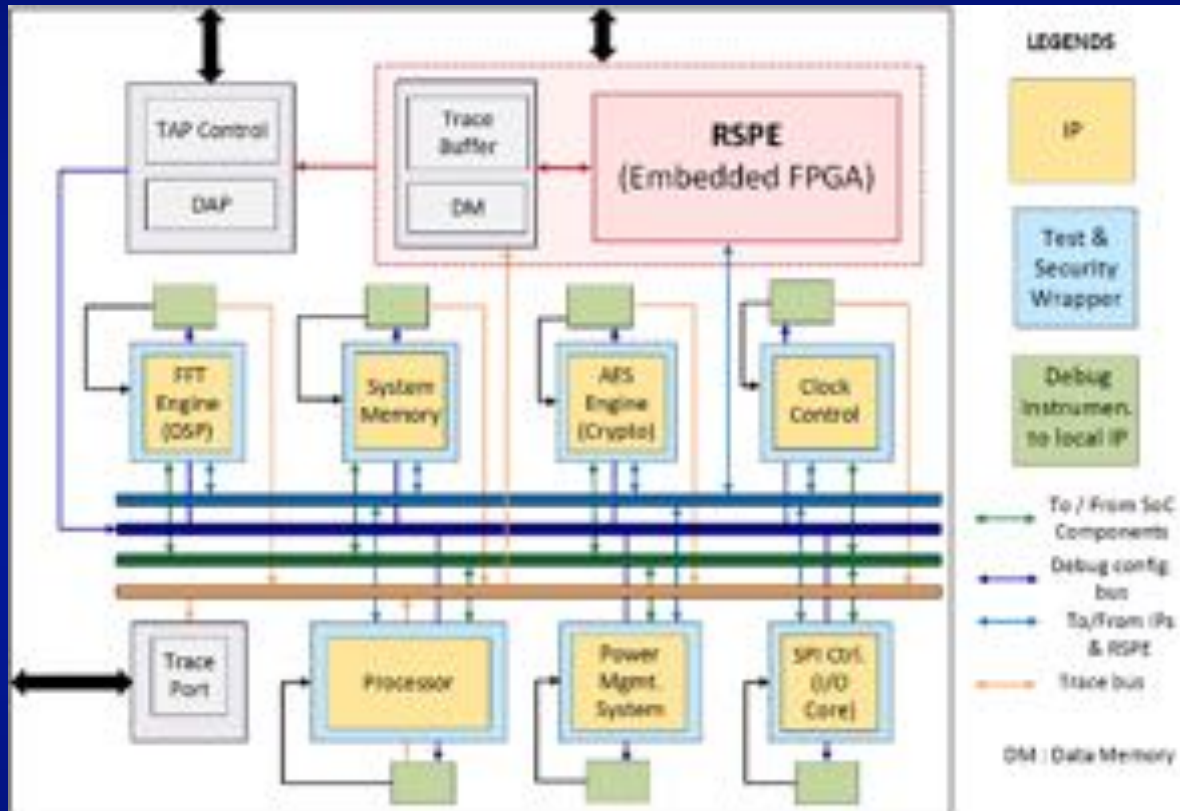 TAP Control
DAP
Trace
Buffer
DM
RSPE
(Embedded FPGA)
FFT
Engine
(DSP)
System
Memory
AES
Engine
(Crypto)
Clock
Control
Trace
Port
Processor
Power
Mgmt.
System
SPI Ctrl.
(I/O
Core)
LEGENDS
IP
Test &
Security
Wrapper
Debug
Instrumen.
to local IP
To / From SoC
Components
Debug config.
bus
To/From IPs
& RSPE
Trace bus
DM : Data Memory